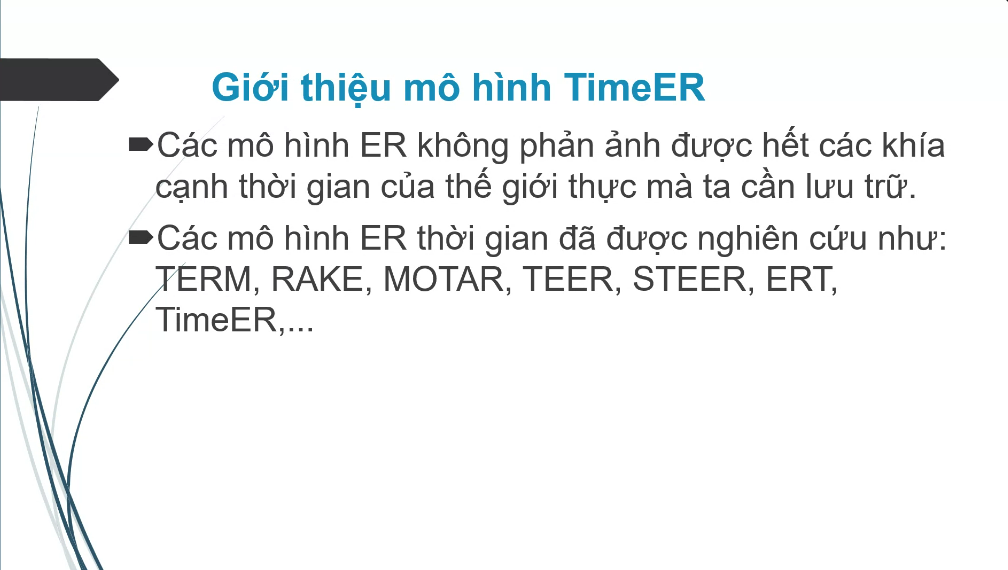 Giới thiệu mô hình TimeER
Các mô hình ER không phản ảnh được hết các khía
cạnh thời gian của thế giới thực mà ta cần lưu trữ.
Các mô hình ER thời gian đã được nghiên cứu như:
TERM, RAKE, MOTAR, TEER, STEER, ERT,
TimeER,...